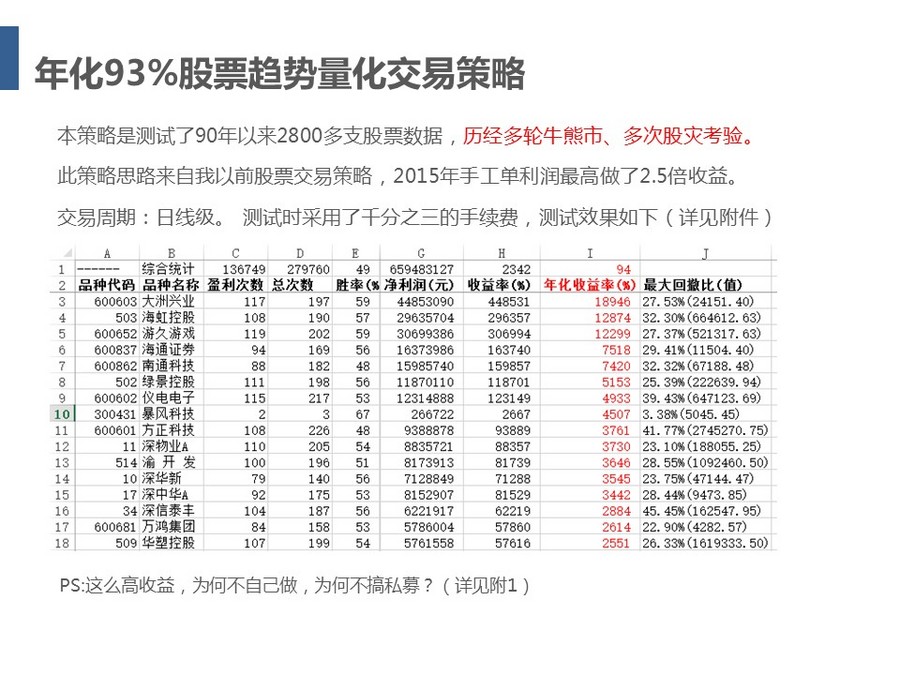 年化93%股票趋势量化交易策略
本策略是测试了90年以来2800多支股票数据，历经多轮牛熊市、多次股灾考验。
此策略思路来自我以前股票交易策略，2015年手工单利润最高做了2.5倍收益。
交易周期：日线级。 测试时采用了千分之三的手续费，测试效果如下（详见附件）
A B C D E G H I J
1 ------ 综合统计 136749 279760 49 659483127 2342 94
2 品种代码 品种名称 盈利次数 总次数 胜率(% 净利润(元) 收益率(%) 年化收益率(%) 最大回撤比(值)
3 600603 大洲兴业 117 197 59 44853090 448531 18946 27.53%(24151.40)
4 503 海虹控股 108 190 57 29635704 296357 12874 32.30%(664612.63)
5 600652 游久游戏 119 202 59 30699386 306994 12299 27.37%(521317.63)
6 600837 海通证券 94 169 56 16373986 163740 7518 29.41%(11504.40)
7 600862 南通科技 88 182 48 15985740 159857 7420 32.32%(67188.48)
8 502 绿景控股 111 198 56 11870110 118701 5153 25.39%(222639.94)
9 600602 仪电电子 115 217 53 12314888 123149 4933 39.43%(647123.69)
10 300431 暴风科技 2 3 67 266722 2667 4507 3.38%(5045.45)
11 600601 方正科技 108 226 48 9388878 93889 3761 41.77%(2745270.75)
12 11 深物业A 110 205 54 8835721 88357 3730 23.10%(188055.25)
13 514 渝 开 发 100 196 51 8173913 81739 3646 28.55%(1092460.50)
14 10 深华新 79 140 56 7128849 71288 3545 23.75%(47144.47)
15 17 深中华A 92 175 53 8152907 81529 3442 28.44%(9473.85)
16 34 深信泰丰 104 187 56 6221917 62219 2884 45.45%(162547.95)
17 600681 万鸿集团 84 158 53 5786004 57860 2614 22.90%(4282.57)
18 509 华塑控股 107 199 54 5761558 57616 2551 26.33%(1619333.50)
PS:这么高收益，为何不自己做，为何不搞私募？（详见附1）